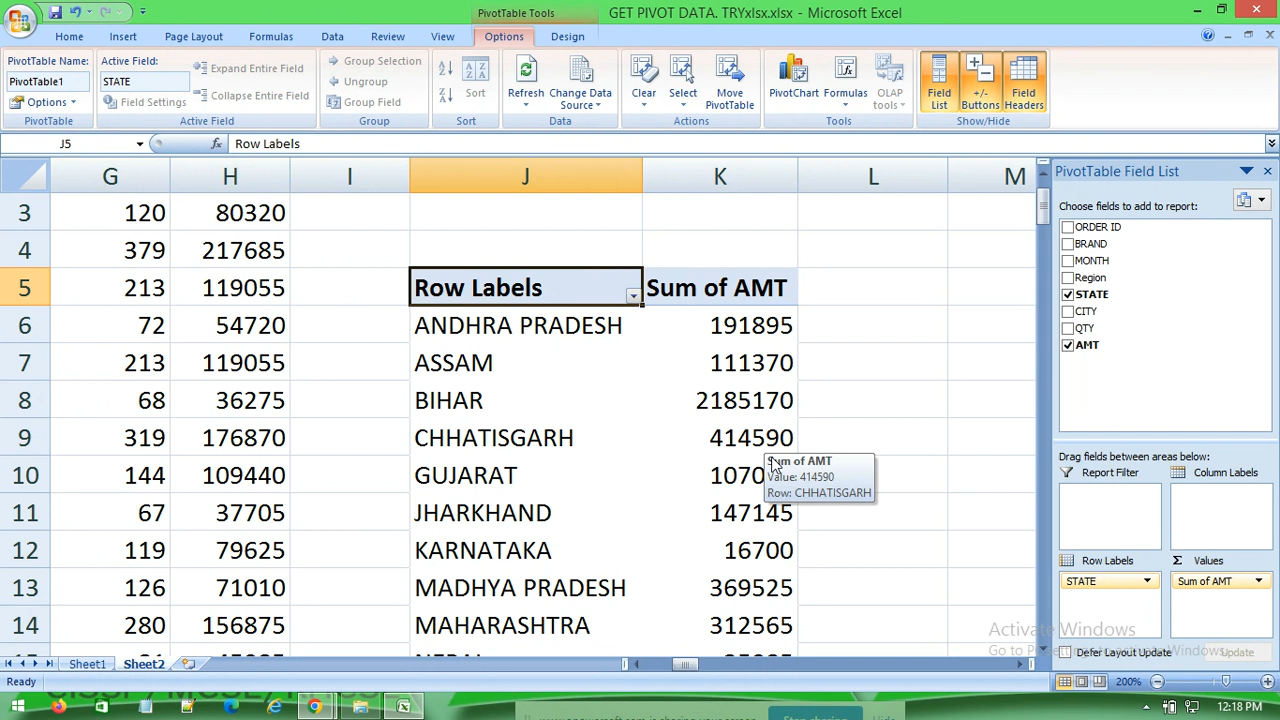 PivotTable Tools
GET PIVOT DATA. TRYxlsx.xlsx - Microsoft Excel
Home Insert Page Layout Formulas Data Review View Options Design
PivotTable Name: Active Field:
PivotTable1 STATE
Options Field Settings
Expand Entire Field
Collapse Entire Field
Group Selection
Ungroup
Group Field
Sort
Refresh Change Data Source
Clear Select Move PivotTable
PivotChart Formulas OLAP tools
Field List +/- Buttons Field Headers
PivotTable Active Field Group Sort Data Actions Tools Show/Hide
J5 fx Row Labels
G H I J K L M
3 120 80320
4 379 217685
5 213 119055 Row Labels Sum of AMT
6 72 54720 ANDHRA PRADESH 191895
7 213 119055 ASSAM 111370
8 68 36275 BIHAR 2185170
9 319 176870 CHHATISGARH 414590
10 144 109440 GUJARAT
11 67 37705 JHARKHAND 147145
12 119 79625 KARNATAKA 16700
13 126 71010 MADHYA PRADESH 369525
14 280 156875 MAHARASHTRA 312565
Sum of AMT
Value: 414590
Row: CHHATISGARH
PivotTable Field List
Choose fields to add to report:
ORDER ID
BRAND
MONTH
Region
STATE
CITY
QTY
AMT
Drag fields between areas below:
Report Filter Column Labels
Row Labels Σ Values
STATE Sum of AMT
Activate Windows
Defer Layout Update Update
Sheet1 Sheet2
Ready 200%
12:18 PM